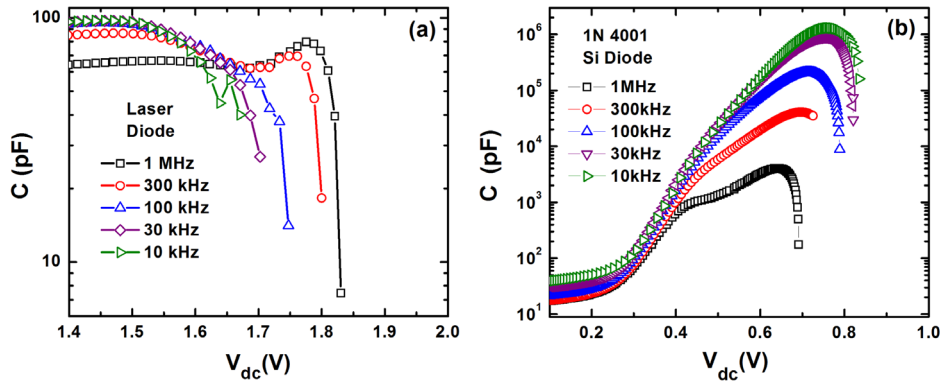 (a)
C (pF)
100
10
Laser
Diode
1 MHz
300 kHz
100 kHz
30 kHz
10 kHz
1.4 1.5 1.6 1.7 1.8 1.9 2.0
V_dc(V)
(b)
C (pF)
10^6
10^5
10^4
10^3
10^2
10^1
1N 4001
Si Diode
1MHz
300kHz
100kHz
30kHz
10kHz
0.2 0.4 0.6 0.8 1.0
V_dc(V)